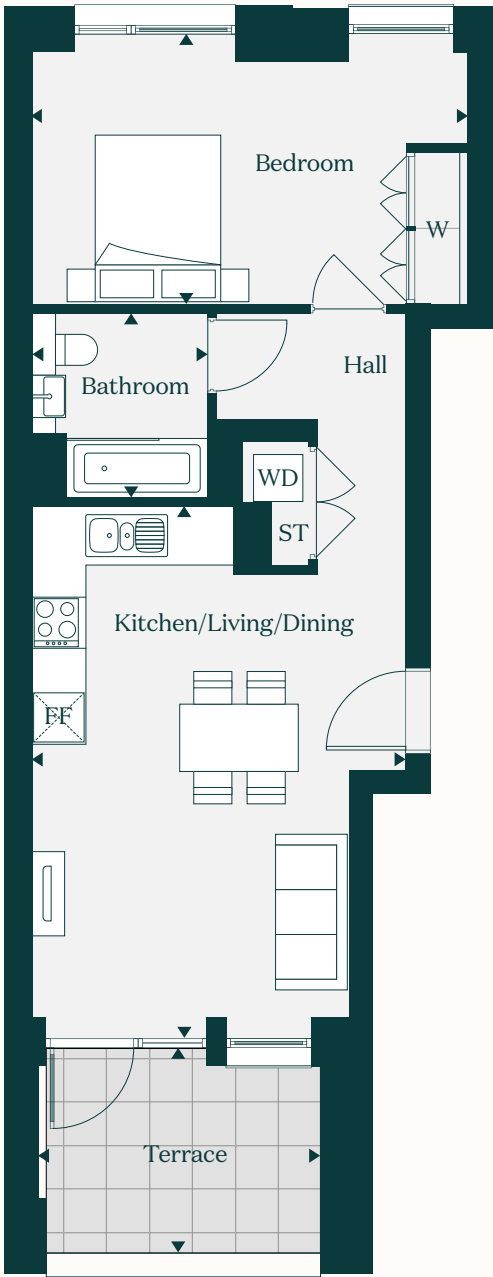 Bedroom
W
Hall
Bathroom
WD
ST
Kitchen/Living/Dining
FF
Terrace